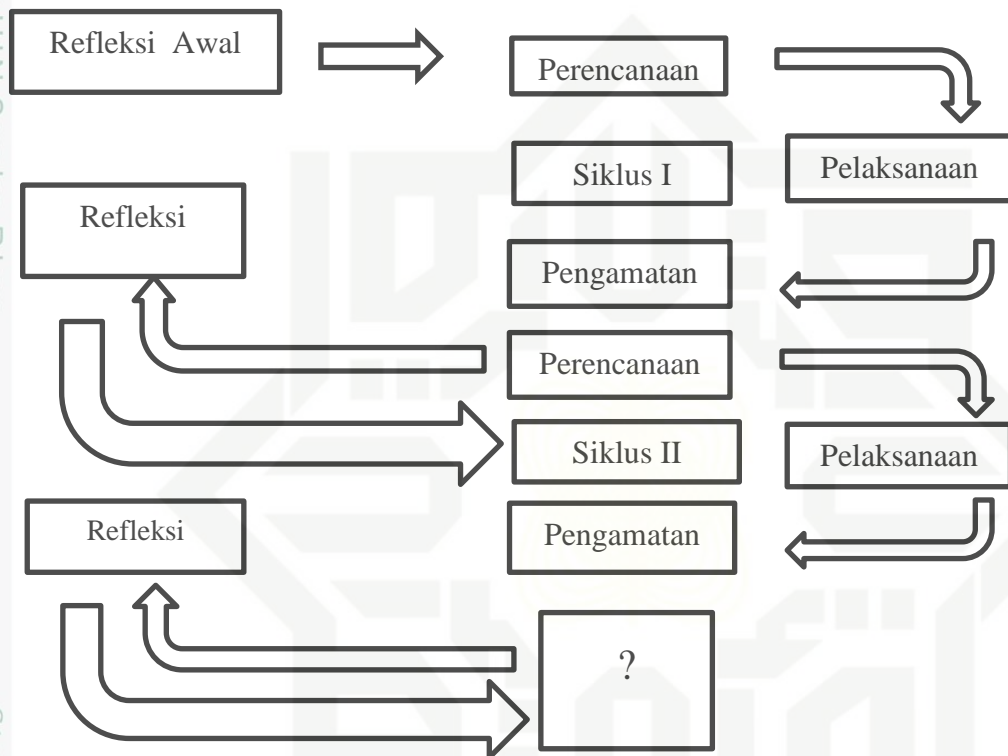 Refleksi Awal
Perencanaan
Siklus I
Pelaksanaan
Refleksi
Pengamatan
Perencanaan
Siklus II
Pelaksanaan
Refleksi
Pengamatan
?